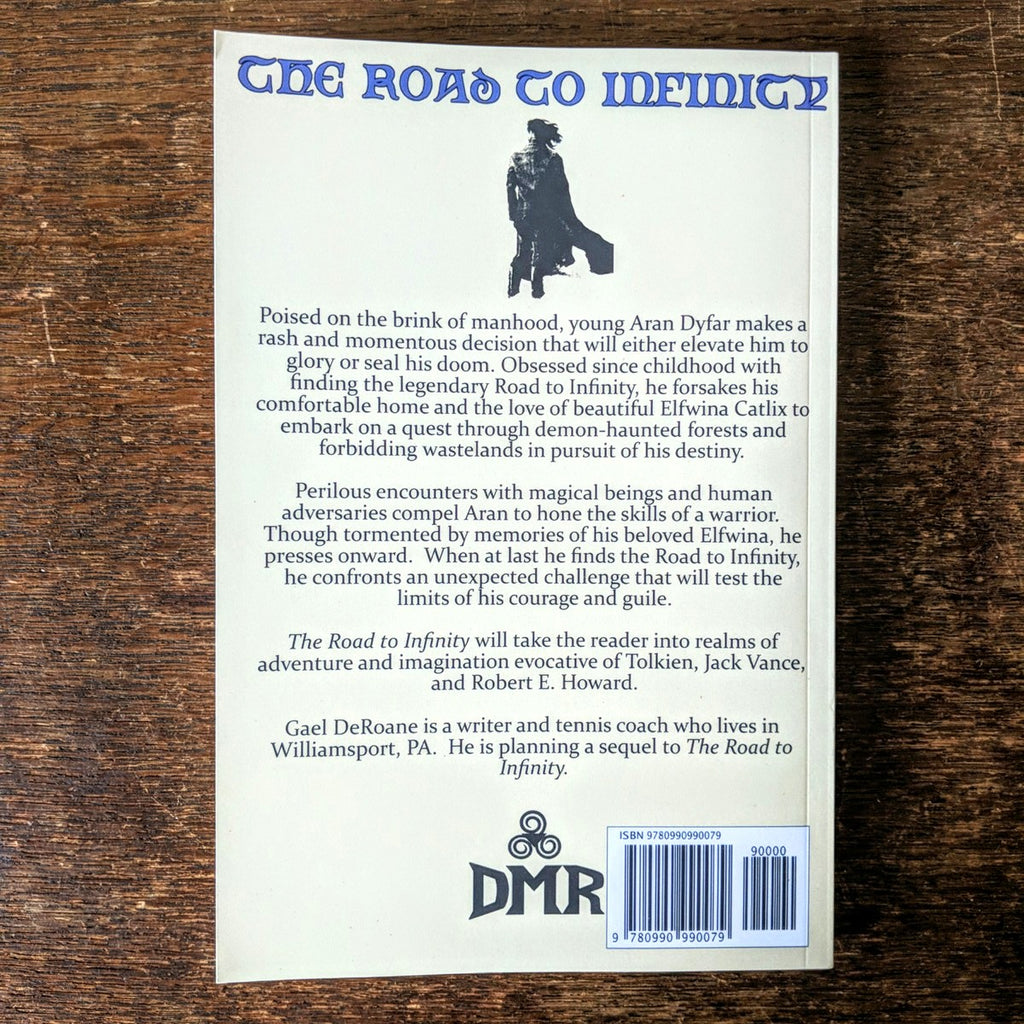 THE ROAD TO INFINITY
Poised on the brink of manhood, young Aran Dyfar makes a
rash and momentous decision that will either elevate him to
glory or seal his doom. Obsessed since childhood with
finding the legendary Road to Infinity, he forsakes his
comfortable home and the love of beautiful Elfwina Catlix to
embark on a quest through demon-haunted forests and
forbidding wastelands in pursuit of his destiny.
Perilous encounters with magical beings and human
adversaries compel Aran to hone the skills of a warrior.
Though tormented by memories of his beloved Elfwina, he
presses onward.  When at last he finds the Road to Infinity,
he confronts an unexpected challenge that will test the
limits of his courage and guile.
The Road to Infinity will take the reader into realms of
adventure and imagination evocative of Tolkien, Jack Vance,
and Robert E. Howard.
Gael DeRoane is a writer and tennis coach who lives in
Williamsport, PA.  He is planning a sequel to The Road to
Infinity.
DMR
ISBN 9780990990079
90000
9 780990 990079